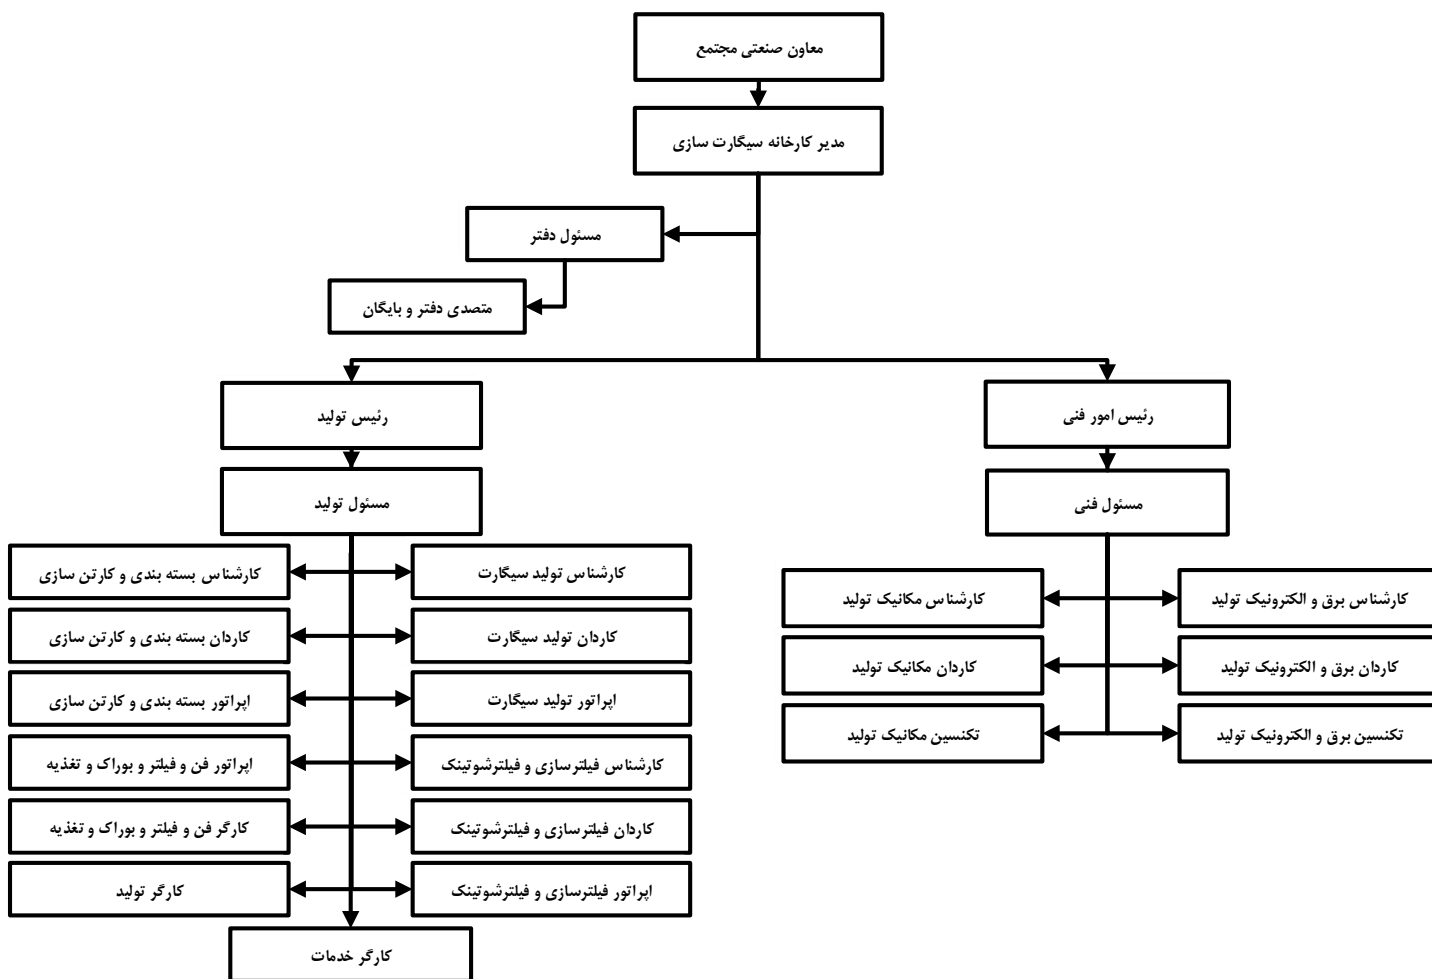 معاون صنعتی مجتمع
مدیر کارخانه سیگارت سازی
مسئول دفتر
متصدی دفتر و بایگان
رئیس امور فنی
رئیس تولید
مسئول فنی
مسئول تولید
کارشناس برق و الکترونیک تولید
کارشناس مکانیک تولید
کاردان برق و الکترونیک تولید
کاردان مکانیک تولید
تکنسین برق و الکترونیک تولید
تکنسین مکانیک تولید
کارشناس تولید سیگارت
کارشناس بسته بندی و کارتن سازی
کاردان تولید سیگارت
کاردان بسته بندی و کارتن سازی
اپراتور تولید سیگارت
اپراتور بسته بندی و کارتن سازی
کارشناس فیلترسازی و فیلترشوتینک
اپراتور فن و فیلتر و بوراک و تغذیه
کاردان فیلترسازی و فیلترشوتینک
کارگر فن و فیلتر و بوراک و تغذیه
اپراتور فیلترسازی و فیلترشوتینک
کارگر تولید
کارگر خدمات